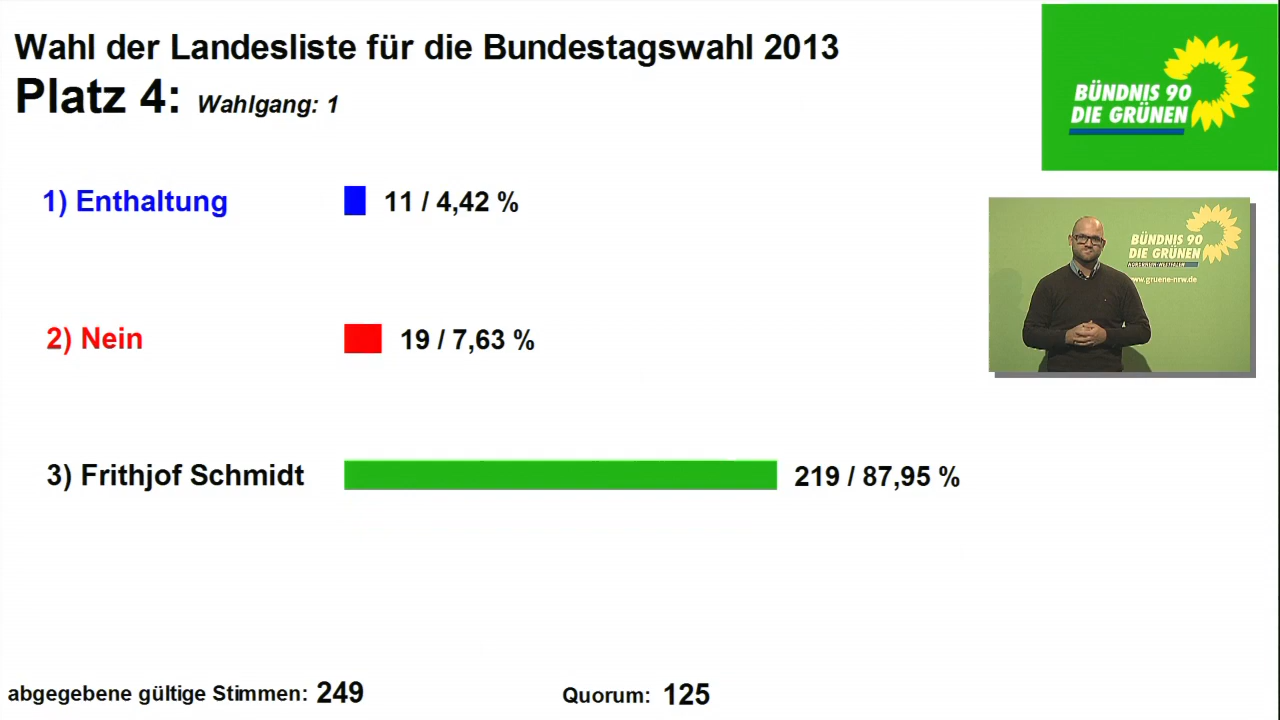 Wahl der Landesliste für die Bundestagswahl 2013
Platz 4: Wahlgang: 1
BÜNDNIS 90
DIE GRÜNEN
1) Enthaltung 11 / 4,42 %
BÜNDNIS 90
DIE GRÜNEN
www.gruene-nrw.de
2) Nein 19 / 7,63 %
3) Frithjof Schmidt 219 / 87,95 %
abgegebene gültige Stimmen: 249 Quorum: 125